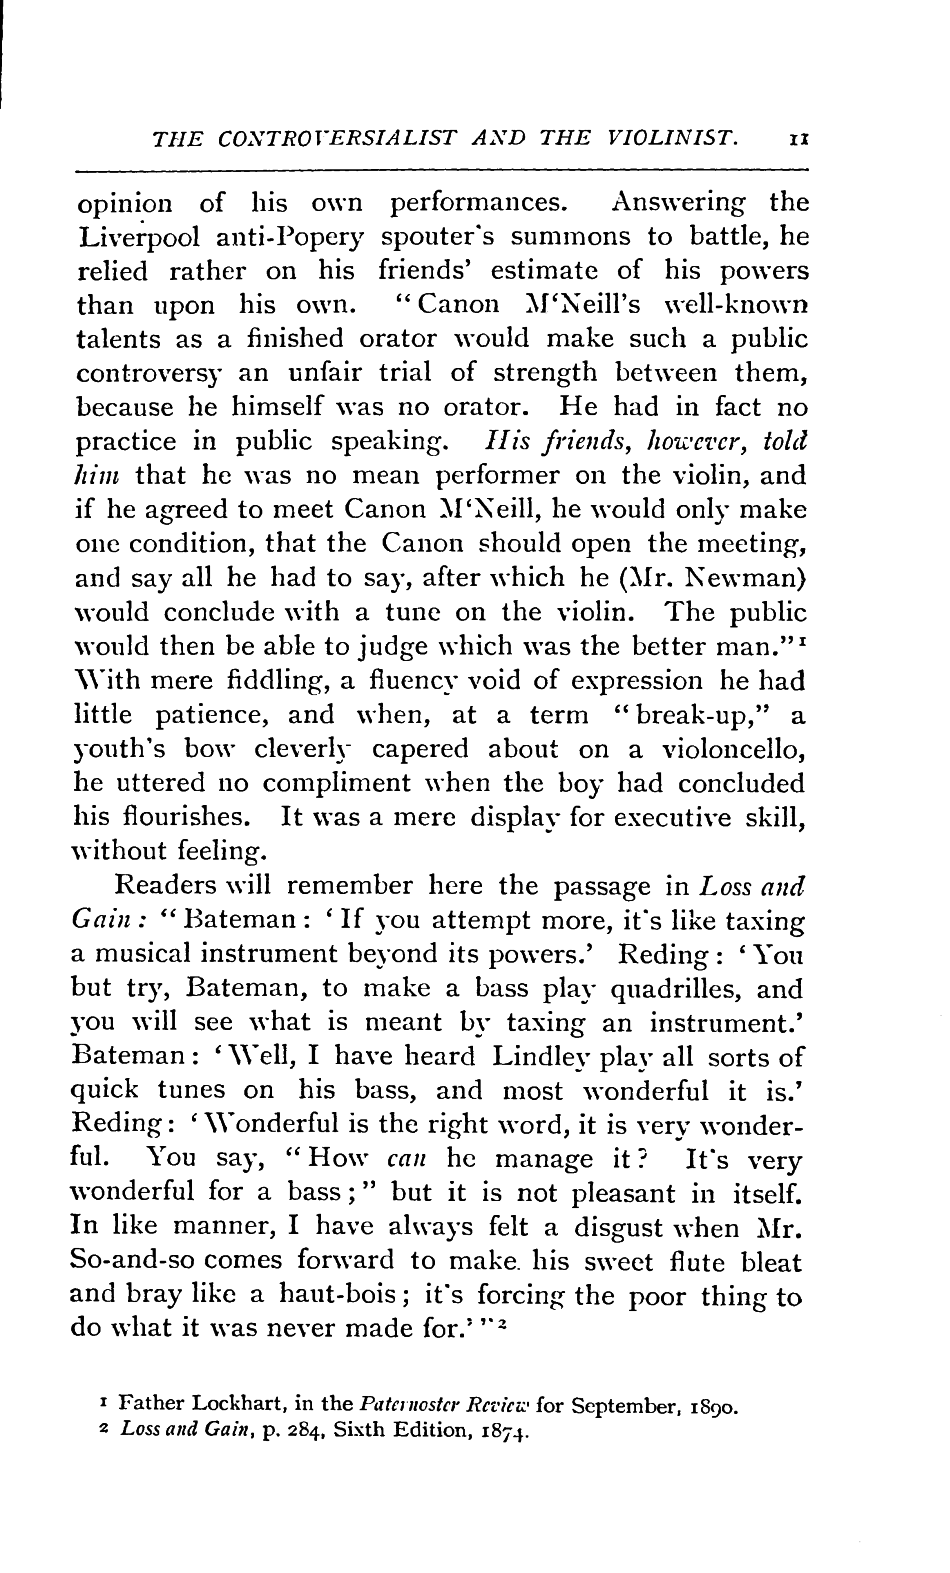 THE CONTROVERSIALIST AND THE VIOLINIST. 11
opinion of his own performances. Answering the
Liverpool anti-Popery spouter's summons to battle, he
relied rather on his friends' estimate of his powers
than upon his own. “Canon M‘Neill's well-known
talents as a finished orator would make such a public
controversy an unfair trial of strength between them,
because he himself was no orator. He had in fact no
practice in public speaking. His friends, however, told
him that he was no mean performer on the violin, and
if he agreed to meet Canon M‘Neill, he would only make
one condition, that the Canon should open the meeting,
and say all he had to say, after which he (Mr. Newman)
would conclude with a tune on the violin. The public
would then be able to judge which was the better man.”1
With mere fiddling, a fluency void of expression he had
little patience, and when, at a term “break-up,” a
youth's bow cleverly capered about on a violoncello,
he uttered no compliment when the boy had concluded
his flourishes. It was a mere display for executive skill,
without feeling.
Readers will remember here the passage in Loss and
Gain: “Bateman: ‘If you attempt more, it's like taxing
a musical instrument beyond its powers.’ Reding: ‘You
but try, Bateman, to make a bass play quadrilles, and
you will see what is meant by taxing an instrument.’
Bateman: ‘Well, I have heard Lindley play all sorts of
quick tunes on his bass, and most wonderful it is.’
Reding: ‘Wonderful is the right word, it is very wonder-
ful. You say, “How can he manage it? It's very
wonderful for a bass;” but it is not pleasant in itself.
In like manner, I have always felt a disgust when Mr.
So-and-so comes forward to make his sweet flute bleat
and bray like a haut-bois; it's forcing the poor thing to
do what it was never made for.’”2
1 Father Lockhart, in the Paternoster Review for September, 1890.
2 Loss and Gain, p. 284, Sixth Edition, 1874.